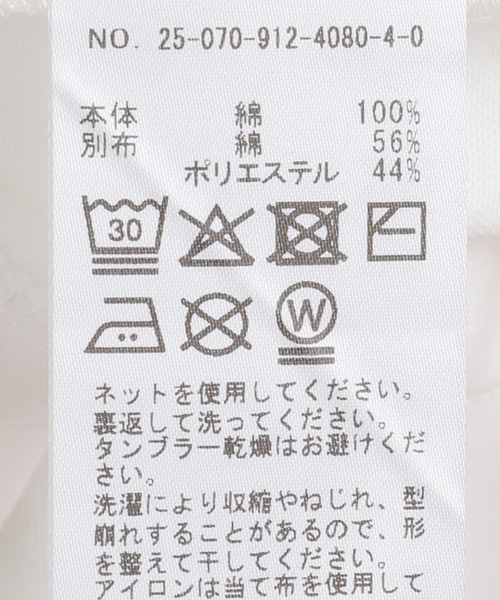 NO. 25-070-912-4080-4-0
本体 綿 100%
別布 綿 56%
ポリエステル 44%
30
W
ネットを使用してください。
裏返して洗ってください。
タンブラー乾燥はお避けくだ
さい。
洗濯により収縮やねじれ、型
崩れすることがあるので、形
を整えて干してください。
アイロンは当て布を使用して